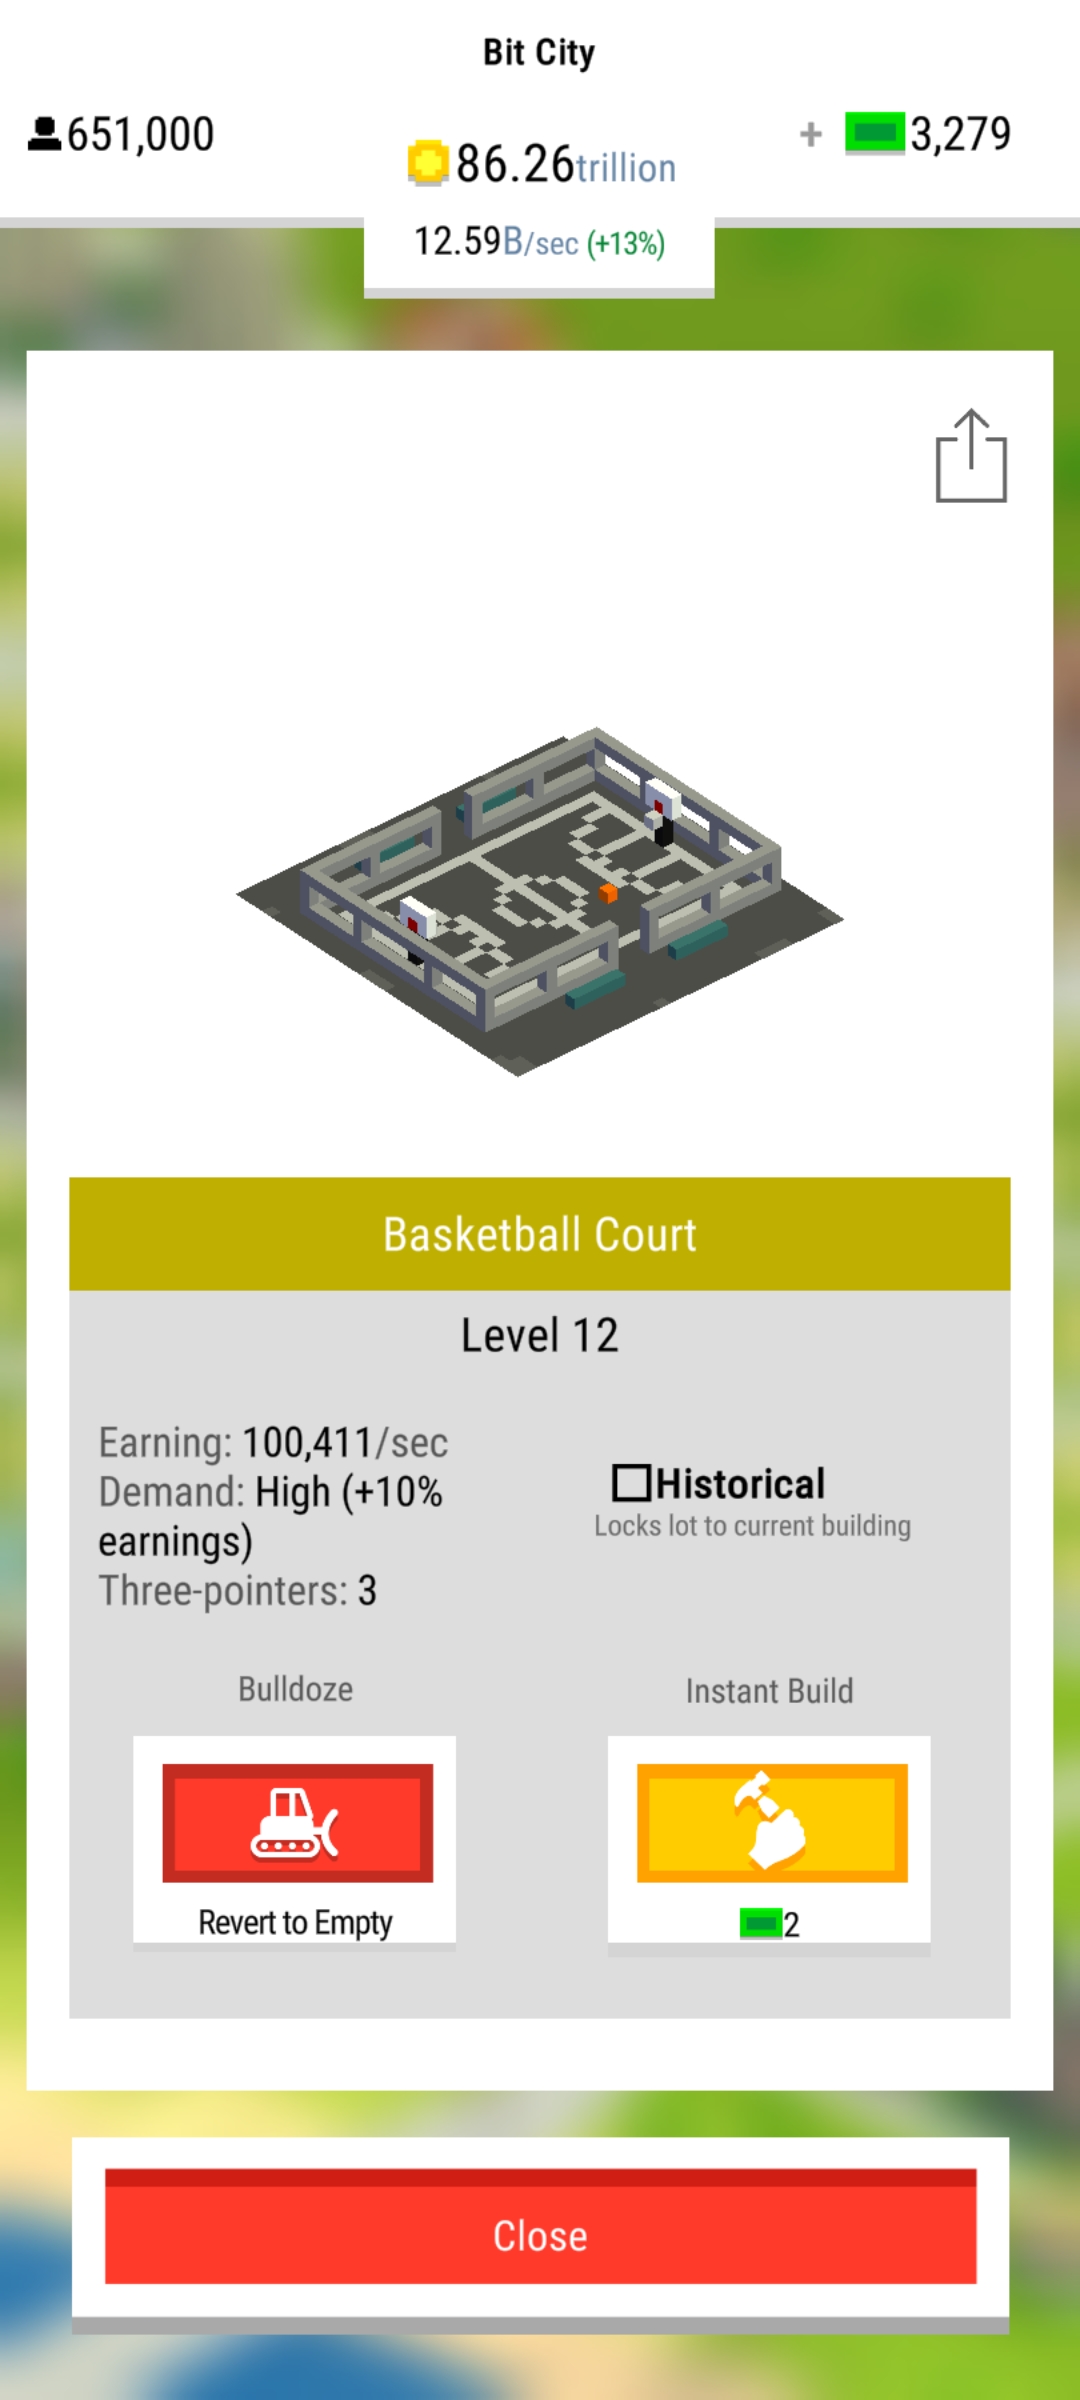 Bit City
651,000
86.26trillion
+ 3,279
12.59B/sec (+13%)
Basketball Court
Level 12
Earning: 100,411/sec
Demand: High (+10%
earnings)
Three-pointers: 3
Historical
Locks lot to current building
Bulldoze
Instant Build
Revert to Empty
2
Close